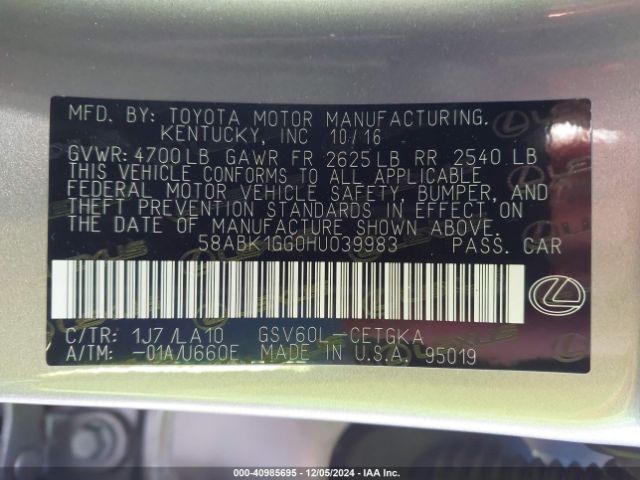 MFD. BY: TOYOTA MOTOR MANUFACTURING.
KENTUCKY, INC 10/16
GVWR: 4700LB GAWR FR 2625LB RR 2540 LB
THIS VEHICLE CONFORMS TO ALL APPLICABLE
FEDERAL MOTOR VEHICLE SAFETY, BUMPER, AND
THEFT PREVENTION STANDARDS IN EFFECT ON
THE DATE OF MANUFACTURE SHOWN ABOVE.
58ABK1GG0HU039983 PASS. CAR
C/TR: 1J7/LA10 GSV60L-CETGKA
A/TM: -01A/U660E MADE IN U.S.A. 95019
LEXUS
000-40985695 - 12/05/2024 - IAA Inc.